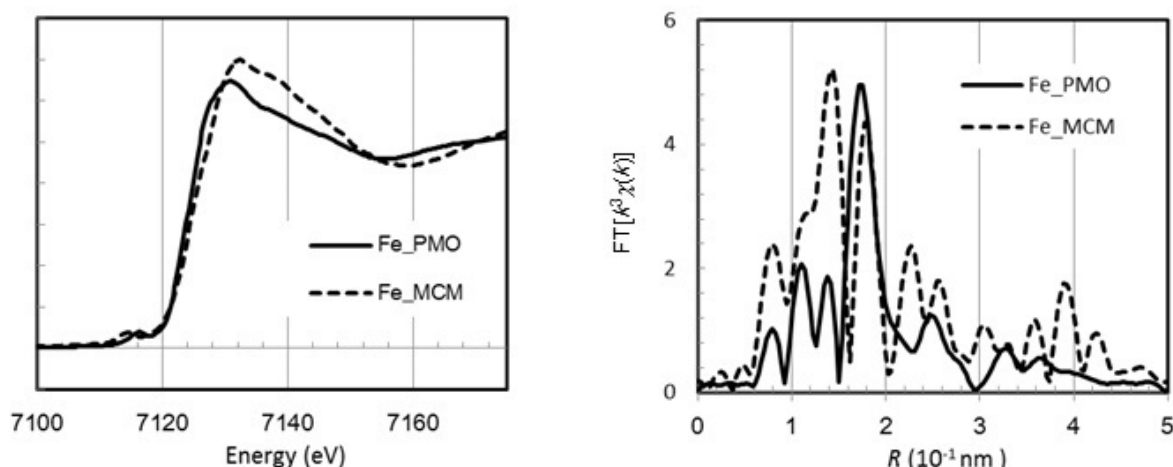 Fe_PMO
Fe_MCM
7100
7120
7140
7160
Energy (eV)
FT[k³χ(k)]
6
4
2
0
Fe_PMO
Fe_MCM
0
1
2
3
4
5
R (10⁻¹ nm)